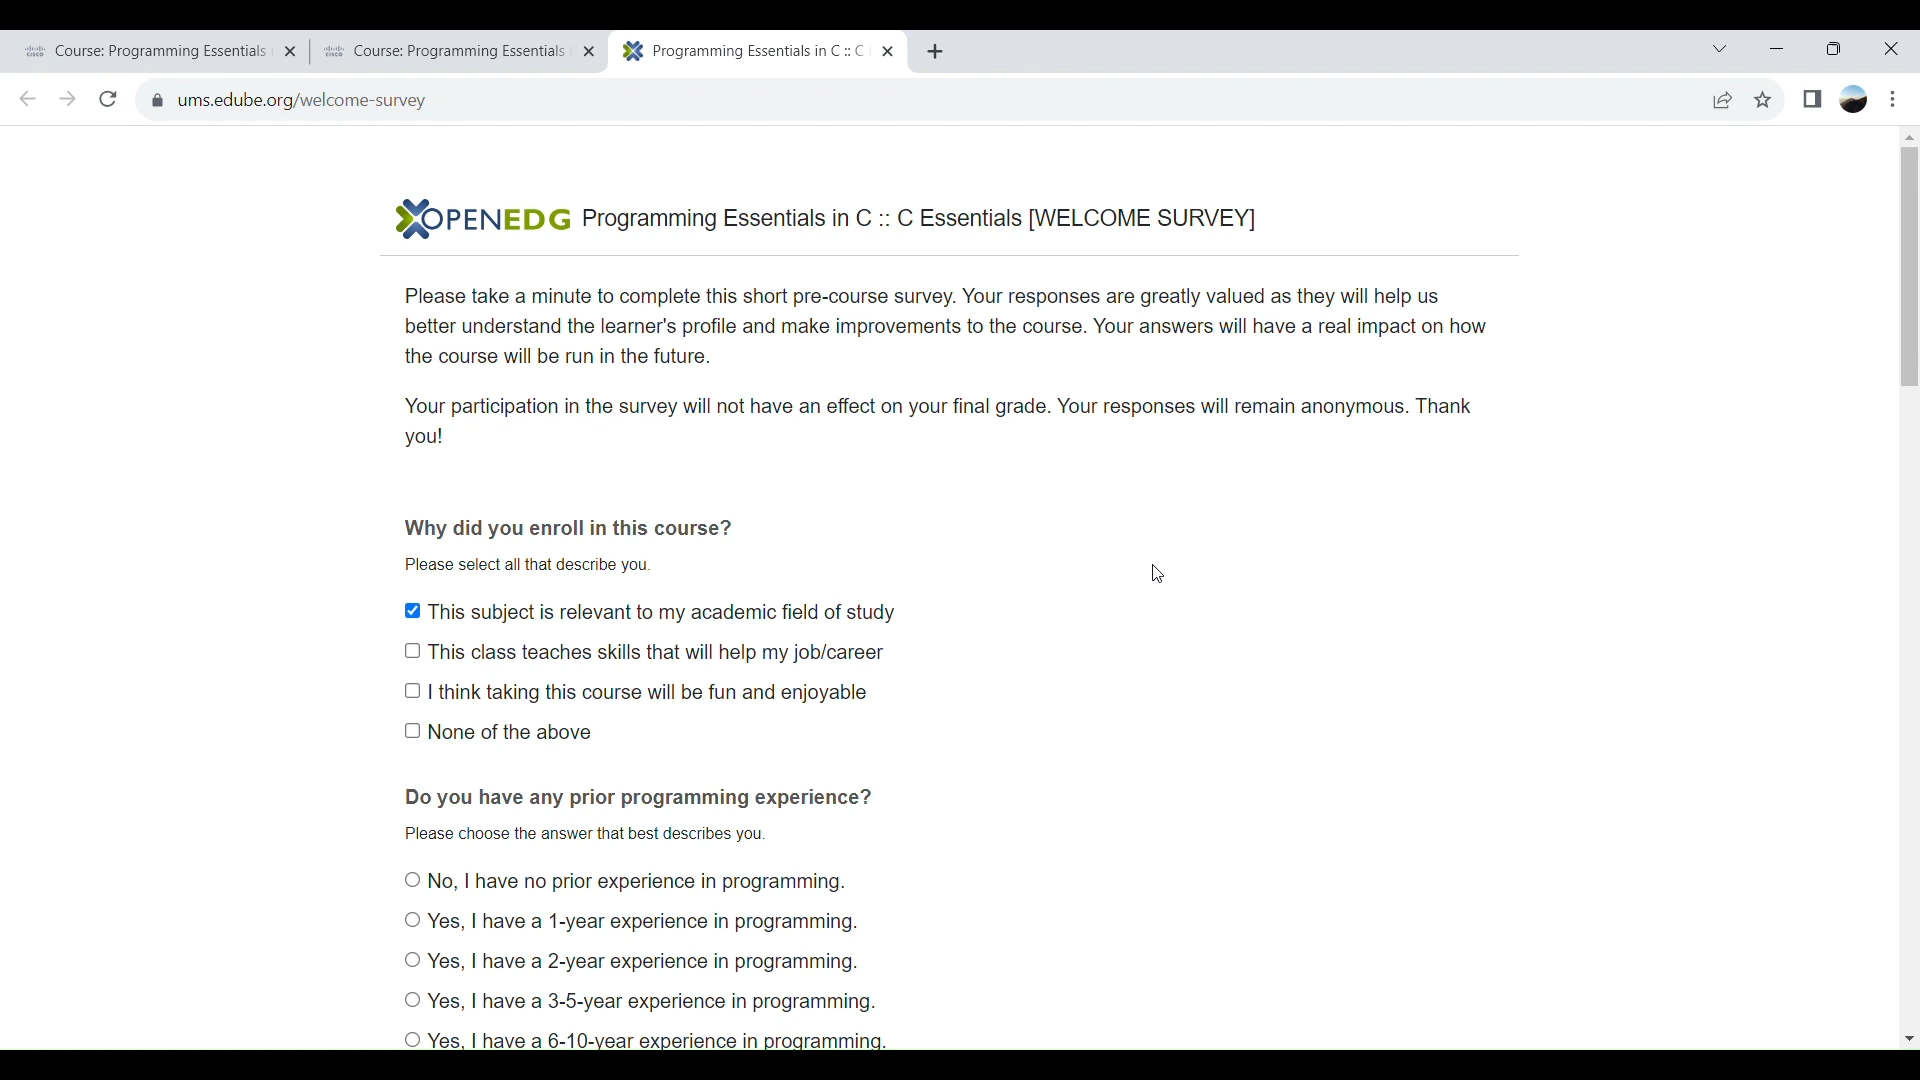 Course: Programming Essentials
Course: Programming Essentials
Programming Essentials in C :: C
ums.edube.org/welcome-survey
OPENEDG Programming Essentials in C :: C Essentials [WELCOME SURVEY]
Please take a minute to complete this short pre-course survey. Your responses are greatly valued as they will help us
better understand the learner's profile and make improvements to the course. Your answers will have a real impact on how
the course will be run in the future.
Your participation in the survey will not have an effect on your final grade. Your responses will remain anonymous. Thank
you!
Why did you enroll in this course?
Please select all that describe you.
This subject is relevant to my academic field of study
This class teaches skills that will help my job/career
I think taking this course will be fun and enjoyable
None of the above
Do you have any prior programming experience?
Please choose the answer that best describes you.
No, I have no prior experience in programming.
Yes, I have a 1-year experience in programming.
Yes, I have a 2-year experience in programming.
Yes, I have a 3-5-year experience in programming.
Yes, I have a 6-10-year experience in programming.